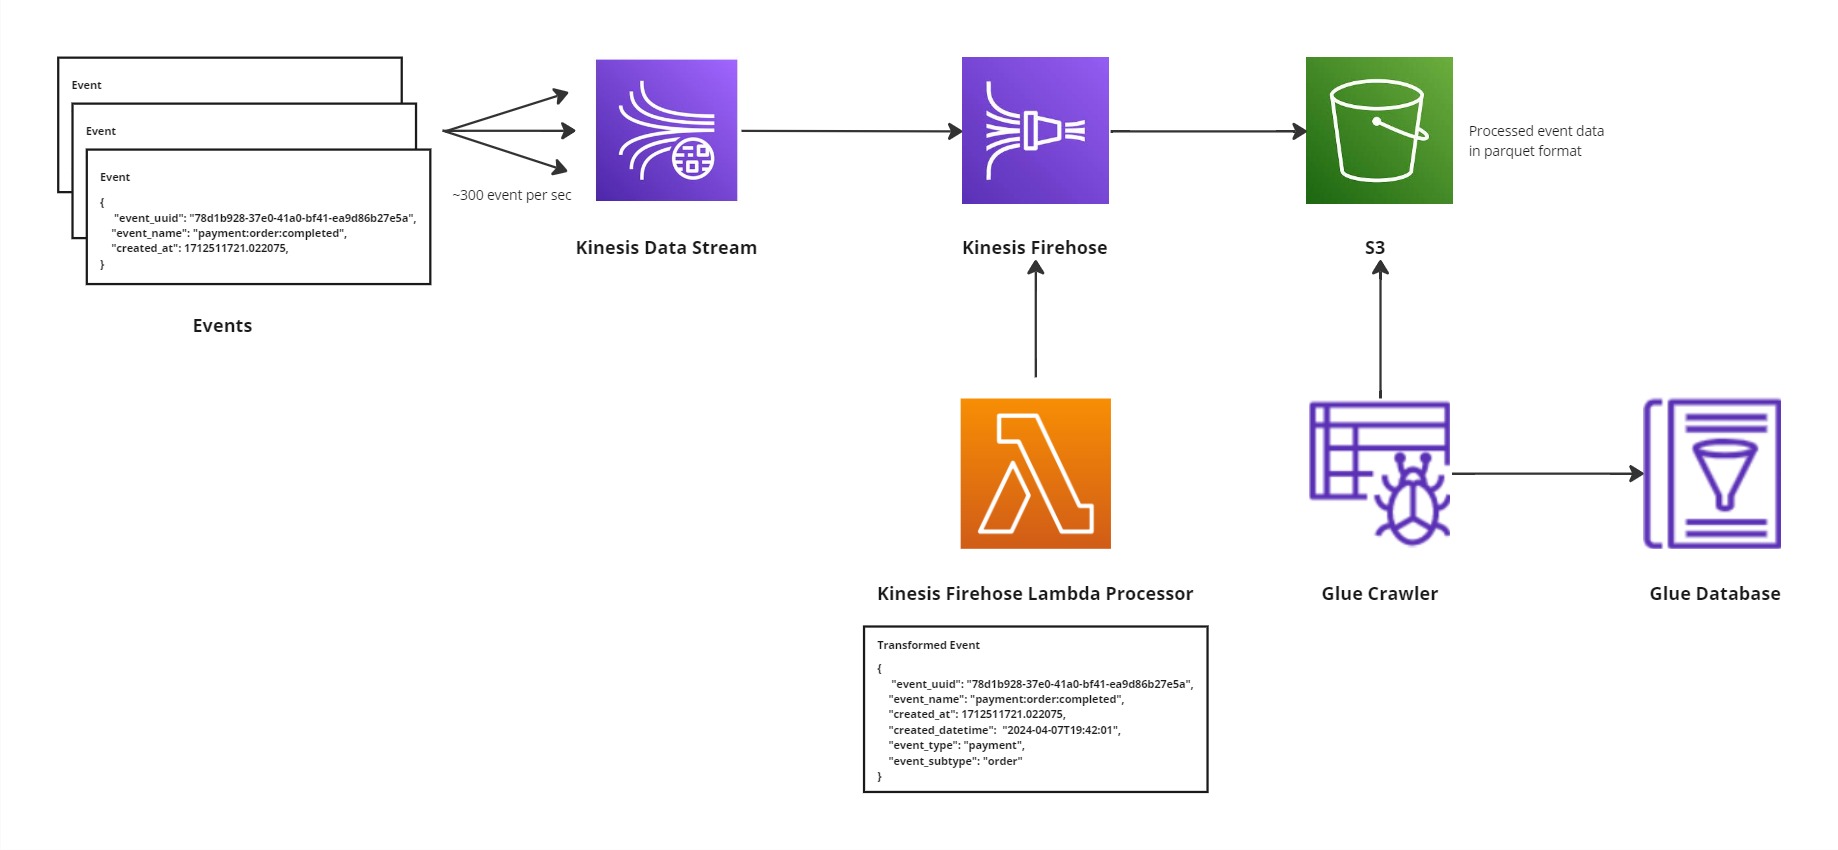 Event
Event
Event
{
"event_uuid": "78d1b928-37e0-41a0-bf41-ea9d86b27e5a",
"event_name": "payment:order:completed",
"created_at": 1712511721.022075,
}
Events
~300 event per sec
Kinesis Data Stream
Kinesis Firehose
S3
Processed event data
in parquet format
Kinesis Firehose Lambda Processor
Glue Crawler
Glue Database
Transformed Event
{
"event_uuid": "78d1b928-37e0-41a0-bf41-ea9d86b27e5a",
"event_name": "payment:order:completed",
"created_at": 1712511721.022075,
"created_datetime":  "2024-04-07T19:42:01",
"event_type": "payment",
"event_subtype": "order"
}